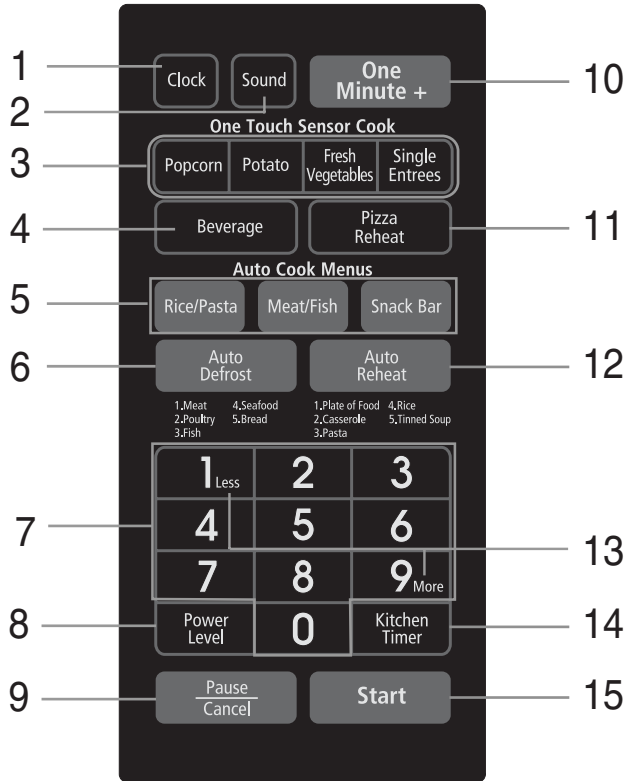 1
Clock
Sound
One
Minute +
10
2
One Touch Sensor Cook
3
Popcorn
Potato
Fresh
Vegetables
Single
Entrees
4
Beverage
Pizza
Reheat
11
Auto Cook Menus
5
Rice/Pasta
Meat/Fish
Snack Bar
6
Auto
Defrost
Auto
Reheat
12
1.Meat 4.Seafood
2.Poultry 5.Bread
3.Fish
1.Plate of Food 4.Rice
2.Casserole 5.Tinned Soup
3.Pasta
7
1 Less
2
3
4
5
6
13
7
8
9 More
8
Power
Level
0
Kitchen
Timer
14
9
Pause
Cancel
Start
15